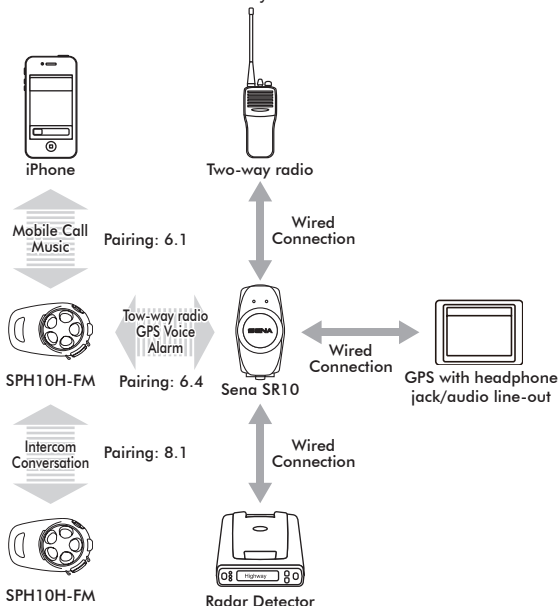 iPhone
Two-way radio
Mobile Call
Music
Pairing: 6.1
Wired
Connection
SPH10H-FM
Tow-way radio
GPS Voice
Alarm
Pairing: 6.4
SENA
Sena SR10
Wired
Connection
GPS with headphone
jack/audio line-out
Intercom
Conversation
Pairing: 8.1
Wired
Connection
SPH10H-FM
Highway
Radar Detector